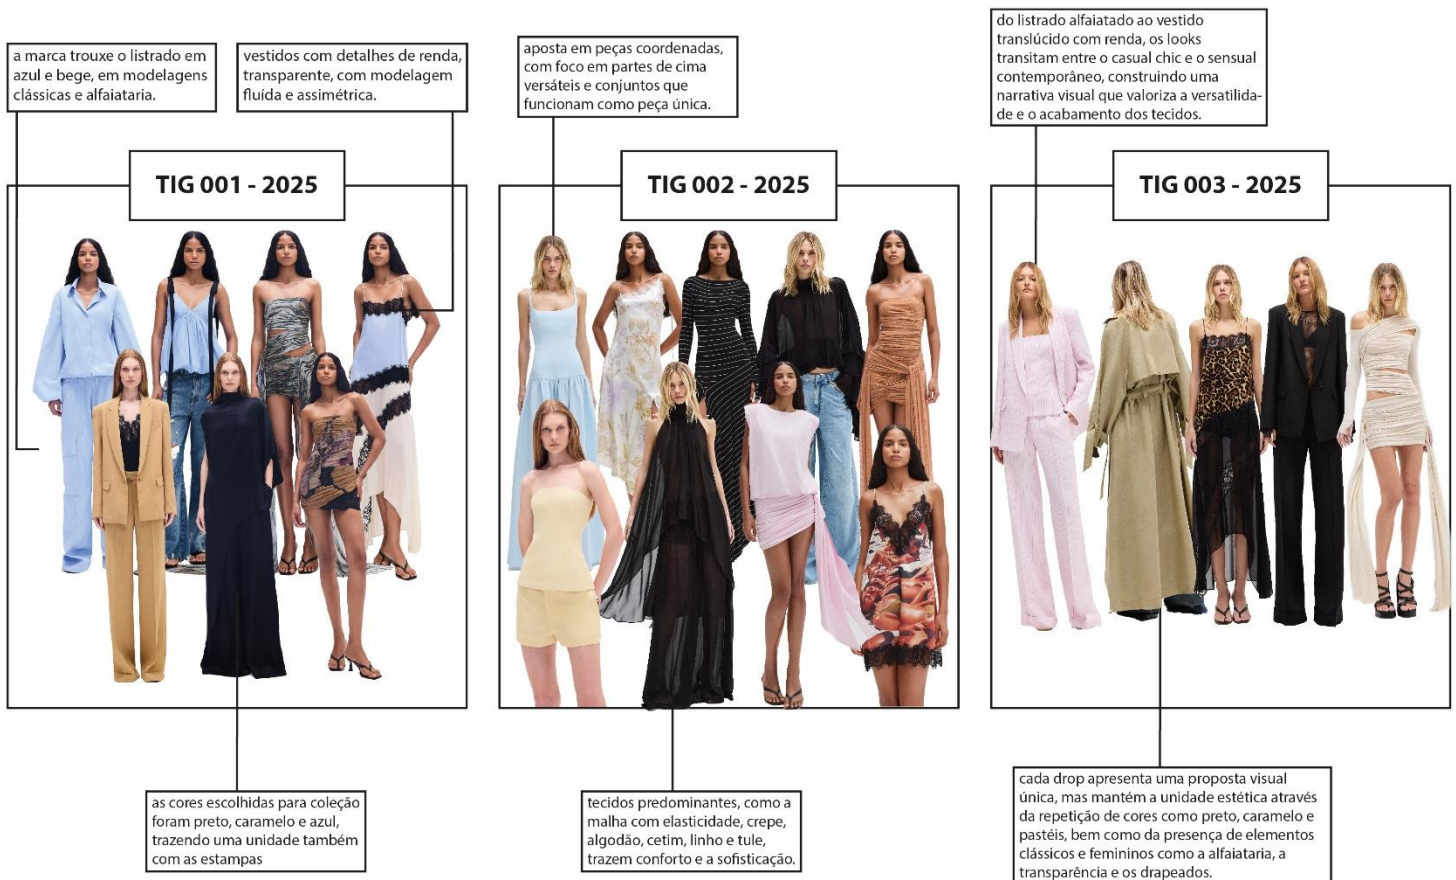 a marca trouxe o listrado em
azul e bege, em modelagens
clássicas e alfaiataria.
vestidos com detalhes de renda,
transparente, com modelagem
fluída e assimétrica.
TIG 001 - 2025
as cores escolhidas para coleção
foram preto, caramelo e azul,
trazendo uma unidade também
com as estampas
aposta em peças coordenadas,
com foco em partes de cima
versáteis e conjuntos que
funcionam como peça única.
TIG 002 - 2025
tecidos predominantes, como a
malha com elasticidade, crepe,
algodão, cetim, linho e tule,
trazem conforto e a sofisticação.
do listrado alfaiatado ao vestido
translúcido com renda, os looks
transitam entre o casual chic e o sensual
contemporâneo, construindo uma
narrativa visual que valoriza a versatilida-
de e o acabamento dos tecidos.
TIG 003 - 2025
cada drop apresenta uma proposta visual
única, mas mantém a unidade estética através
da repetição de cores como preto, caramelo e
pastéis, bem como da presença de elementos
clássicos e femininos como a alfaiataria, a
transparência e os drapeados.